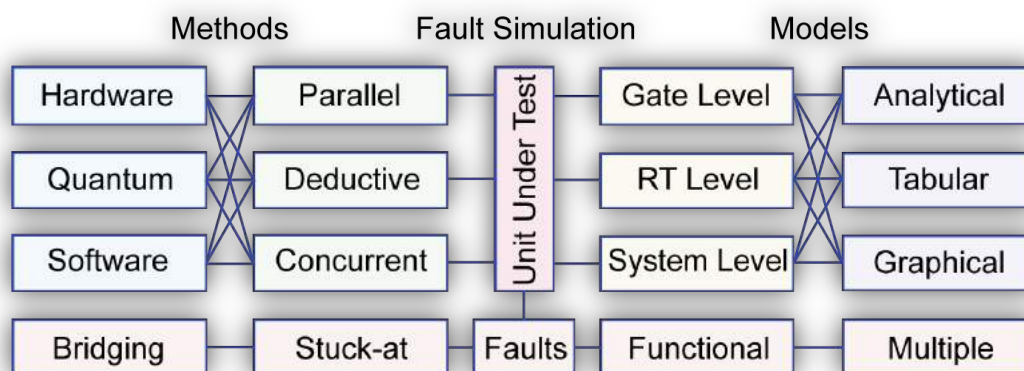 Methods Fault Simulation Models
Hardware Parallel Gate Level Analytical
Unit Under Test
Quantum Deductive RT Level Tabular
Software Concurrent System Level Graphical
Bridging Stuck-at Faults Functional Multiple